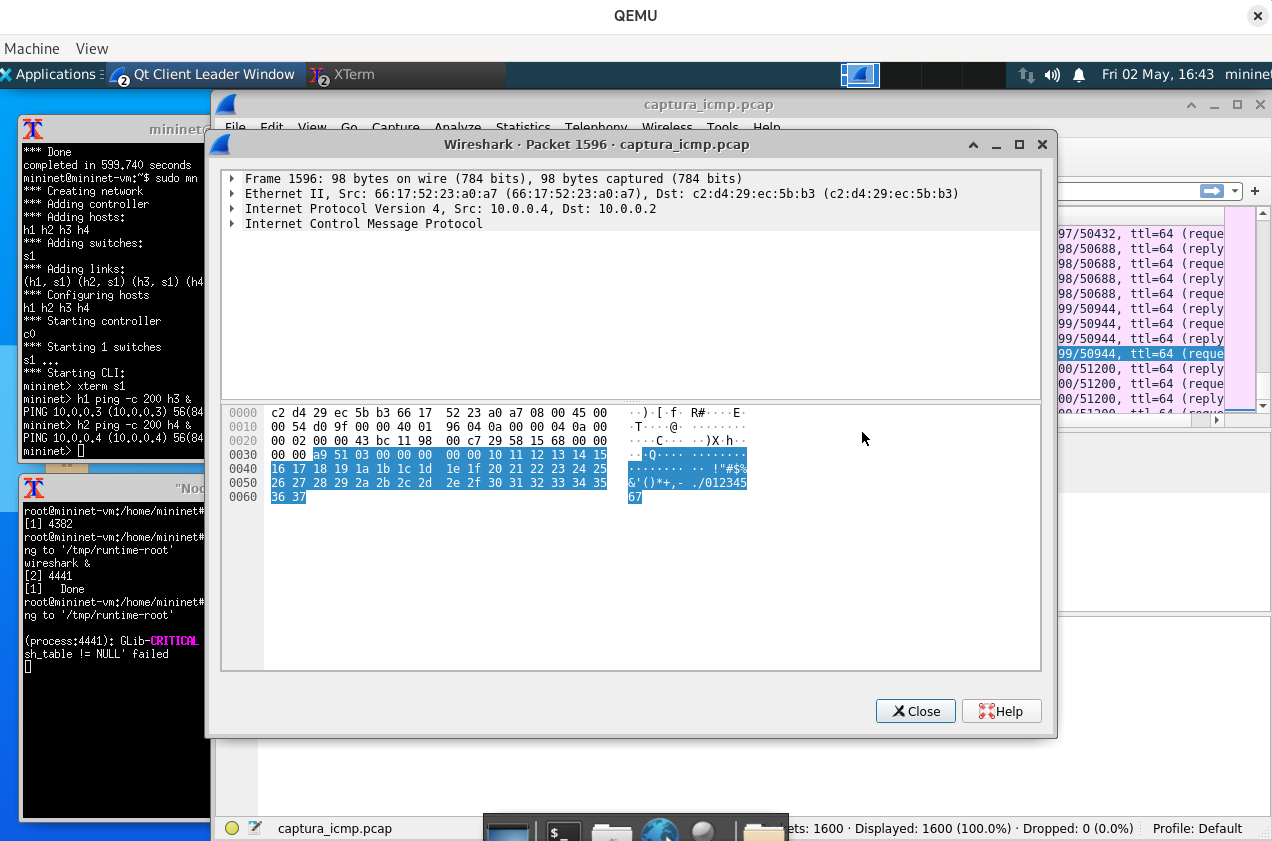 QEMU
Machine View
Applications Qt Client Leader Window XTerm Fri 02 May, 16:43 minine
captura_icmp.pcap
File Edit View Go Capture Analyze Statistics Telephony Wireless Tools Help
mininet@
*** Done
completed in 599.740 seconds
mininet@mininet-vm:~$ sudo mn
*** Creating network
*** Adding controller
*** Adding hosts:
h1 h2 h3 h4
*** Adding switches:
s1
*** Adding links:
(h1, s1) (h2, s1) (h3, s1) (h4
*** Configuring hosts
h1 h2 h3 h4
*** Starting controller
c0
*** Starting 1 switches
s1 ...
*** Starting CLI:
mininet> xterm s1
mininet> h1 ping -c 200 h3 &
PING 10.0.0.3 (10.0.0.3) 56(84
mininet> h2 ping -c 200 h4 &
PING 10.0.0.4 (10.0.0.4) 56(84
mininet>
"Nod
root@mininet-vm:/home/mininet#
[1] 4382
root@mininet-vm:/home/mininet#
ng to '/tmp/runtime-root'
wireshark &
[2] 4441
[1] Done
root@mininet-vm:/home/mininet#
ng to '/tmp/runtime-root'
(process:4441): GLib-CRITICAL
sh_table != NULL' failed
Wireshark · Packet 1596 · captura_icmp.pcap
Frame 1596: 98 bytes on wire (784 bits), 98 bytes captured (784 bits)
Ethernet II, Src: 66:17:52:23:a0:a7 (66:17:52:23:a0:a7), Dst: c2:d4:29:ec:5b:b3 (c2:d4:29:ec:5b:b3)
Internet Protocol Version 4, Src: 10.0.0.4, Dst: 10.0.0.2
Internet Control Message Protocol
0000 c2 d4 29 ec 5b b3 66 17 52 23 a0 a7 08 00 45 00 ··)·[·f· R#····E·
0010 00 54 d0 9f 00 00 40 01 96 04 0a 00 00 04 0a 00 ·T····@· ········
0020 00 02 00 00 43 bc 11 98 00 c7 29 58 15 68 00 00 ····C··· ··)X·h··
0030 00 00 a9 51 03 00 00 00 00 00 10 11 12 13 14 15 ···Q···· ········
0040 16 17 18 19 1a 1b 1c 1d 1e 1f 20 21 22 23 24 25 ········ ·· !"#$%
0050 26 27 28 29 2a 2b 2c 2d 2e 2f 30 31 32 33 34 35 &'()*+,- ./012345
0060 36 37 67
Close Help
97/50432, ttl=64 (reque
98/50688, ttl=64 (reply
98/50688, ttl=64 (reque
98/50688, ttl=64 (reply
98/50688, ttl=64 (reque
99/50944, ttl=64 (reque
99/50944, ttl=64 (reque
99/50944, ttl=64 (reply
99/50944, ttl=64 (reque
00/51200, ttl=64 (reply
00/51200, ttl=64 (reque
00/51200, ttl=64 (reply
captura_icmp.pcap
ets: 1600 · Displayed: 1600 (100.0%) · Dropped: 0 (0.0%) Profile: Default